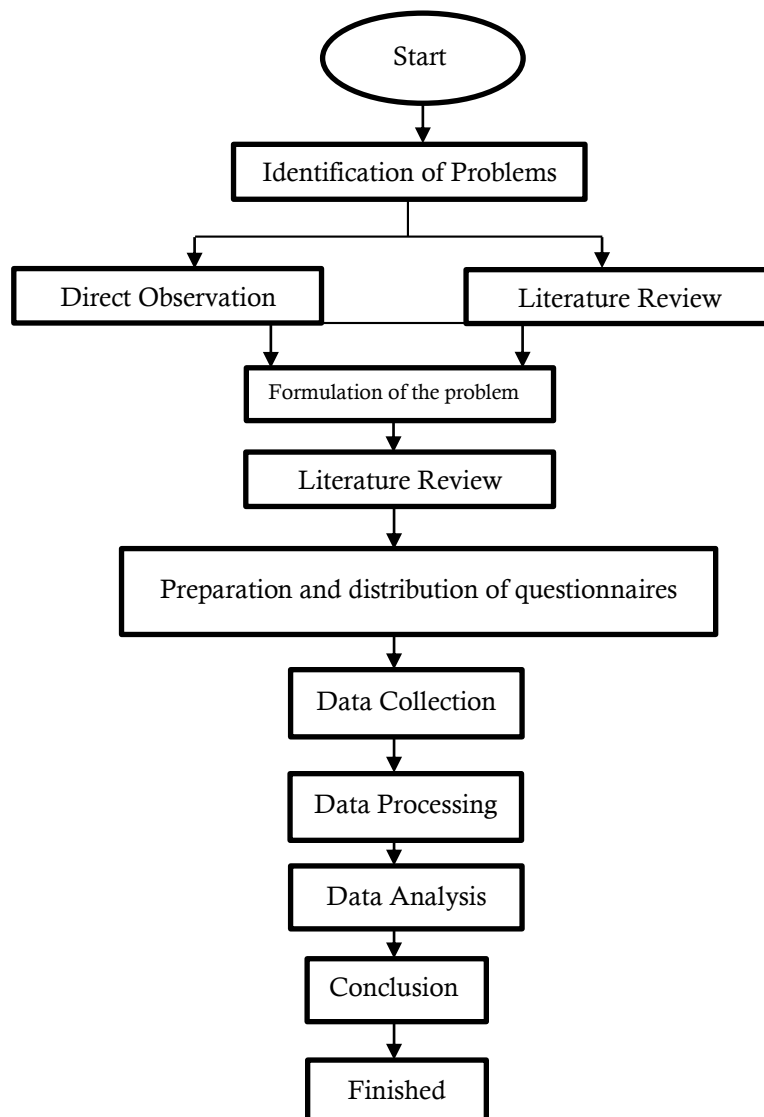 Start
Identification of Problems
Direct Observation
Literature Review
Formulation of the problem
Literature Review
Preparation and distribution of questionnaires
Data Collection
Data Processing
Data Analysis
Conclusion
Finished